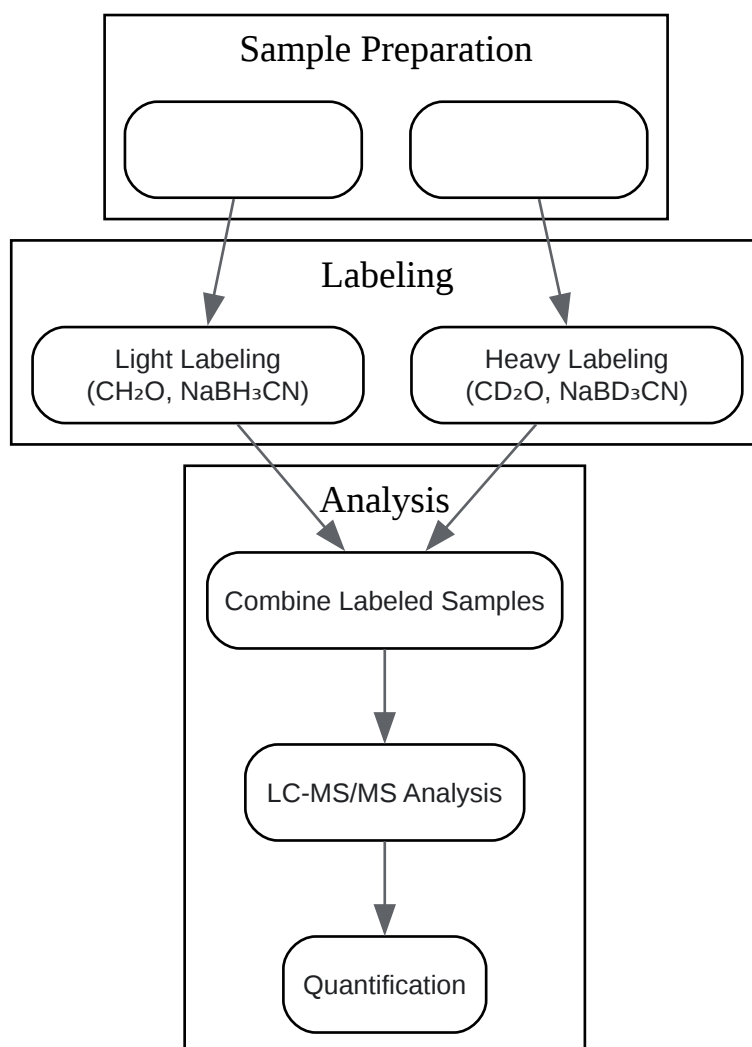 Sample Preparation
Labeling
Light Labeling
(CH₂O, NaBH₃CN)
Heavy Labeling
(CD₂O, NaBD₃CN)
Analysis
Combine Labeled Samples
LC-MS/MS Analysis
Quantification